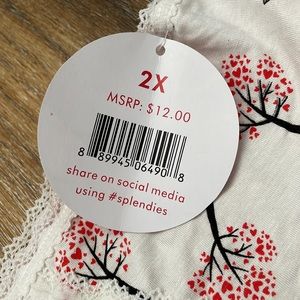 2X
MSRP: $12.00
8 89945 06490 8
share on social media
using #splendies